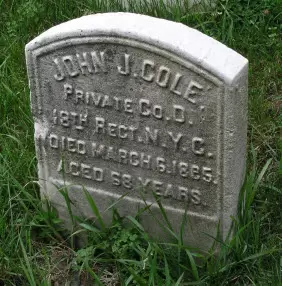 JOHN J. COLE
PRIVATE CO. D.
18TH REGT. N.Y.C.
DIED MARCH 6. 1885.
AGED 68 YEARS.